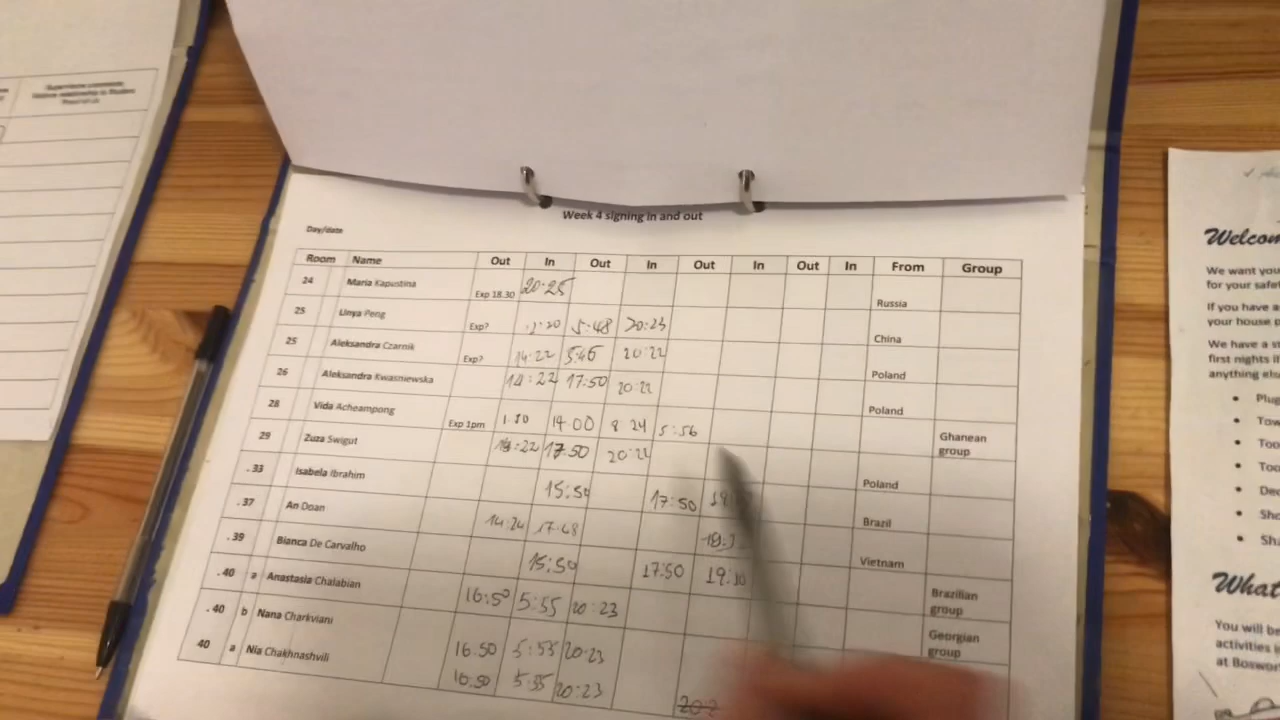 Supervisors comments
Week 4 signing in and out
Day/date
Room Name Out In Out In Out In Out In From Group
24 Maria Kapustina Exp 18.30 20:25 Russia
25 Linya Peng Exp? 5:48 20:23 China
25 Aleksandra Czarnik Exp? 14:22 5:46 20:22 Poland
26 Aleksandra Kwasniewska 14:22 17:50 20:22 Poland
28 Vida Acheampong Exp 1pm 14 00 8 24 5:56 Ghanean group
29 Zuza Swigut 17.50 20:22 Poland
.33 Isabela Ibrahim 15:50 17:50 Brazil
.37 An Doan 14:24 17:48 Vietnam
.39 Bianca De Carvalho 15:50 17:50 19:30 Brazilian group
.40 a Anastasia Chalabian 16:50 5:55 20:23 Georgian group
.40 b Nana Charkviani 16.50 5:55 20:23
40 a Nia Chakhnashvili 16.50 5:55 20:23
We want you
for your safet
If you have a
your house p
We have a st
first nights i
anything else
What
You will be
activities i
at Boswor